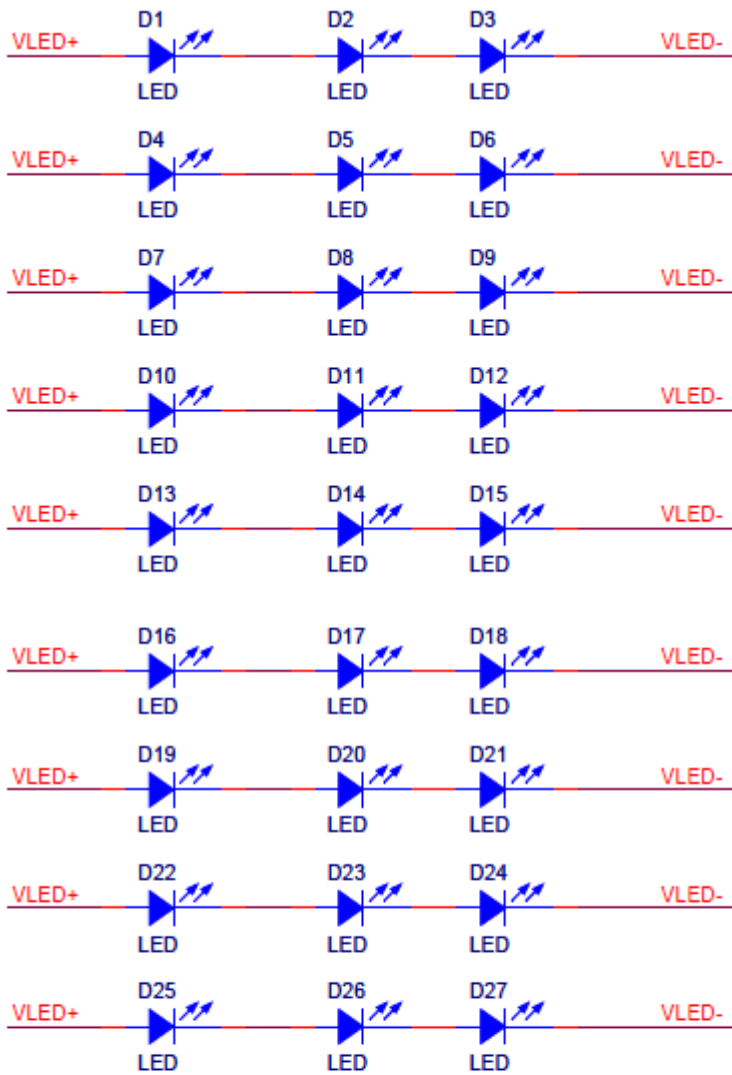 D1 D2 D3
VLED+ VLED-
LED LED LED
D4 D5 D6
VLED+ VLED-
LED LED LED
D7 D8 D9
VLED+ VLED-
LED LED LED
D10 D11 D12
VLED+ VLED-
LED LED LED
D13 D14 D15
VLED+ VLED-
LED LED LED
D16 D17 D18
VLED+ VLED-
LED LED LED
D19 D20 D21
VLED+ VLED-
LED LED LED
D22 D23 D24
VLED+ VLED-
LED LED LED
D25 D26 D27
VLED+ VLED-
LED LED LED